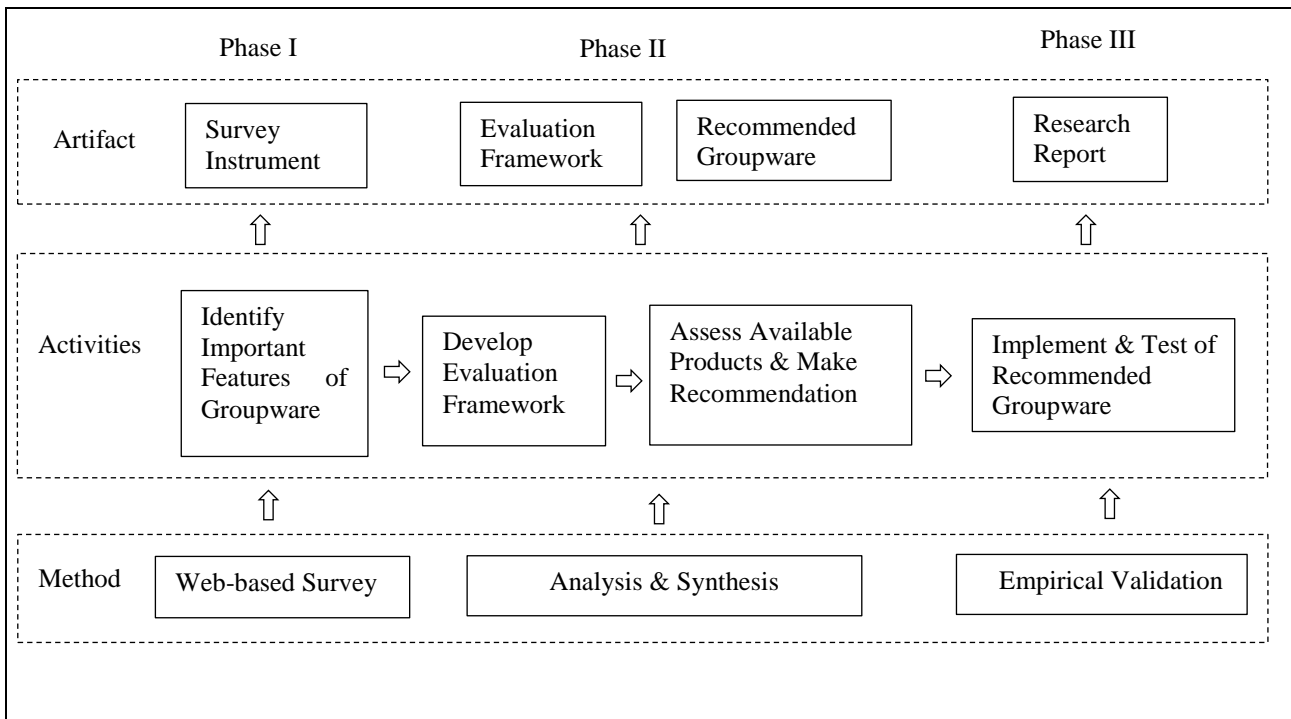 Phase I
Phase II
Phase III
Artifact
Survey
Instrument
Evaluation
Framework
Recommended
Groupware
Research
Report
Activities
Identify
Important
Features of
Groupware
Develop
Evaluation
Framework
Assess Available
Products & Make
Recommendation
Implement & Test of
Recommended
Groupware
Method
Web-based Survey
Analysis & Synthesis
Empirical Validation